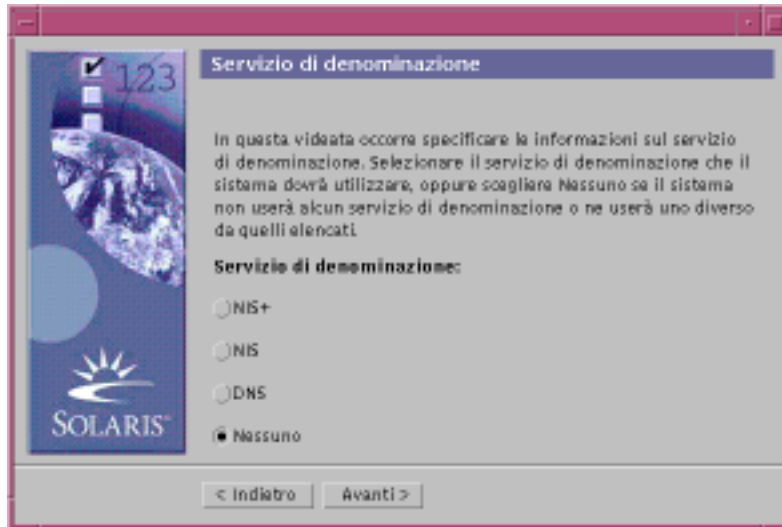 123
Servizio di denominazione
In questa videata occorre specificare le informazioni sul servizio
di denominazione. Selezionare il servizio di denominazione che il
sistema dovrà utilizzare, oppure scegliere Nessuno se il sistema
non userà alcun servizio di denominazione o ne userà uno diverso
da quelli elencati.
Servizio di denominazione:
NIS+
NIS
DNS
Nessuno
SOLARIS™
< Indietro
Avanti >